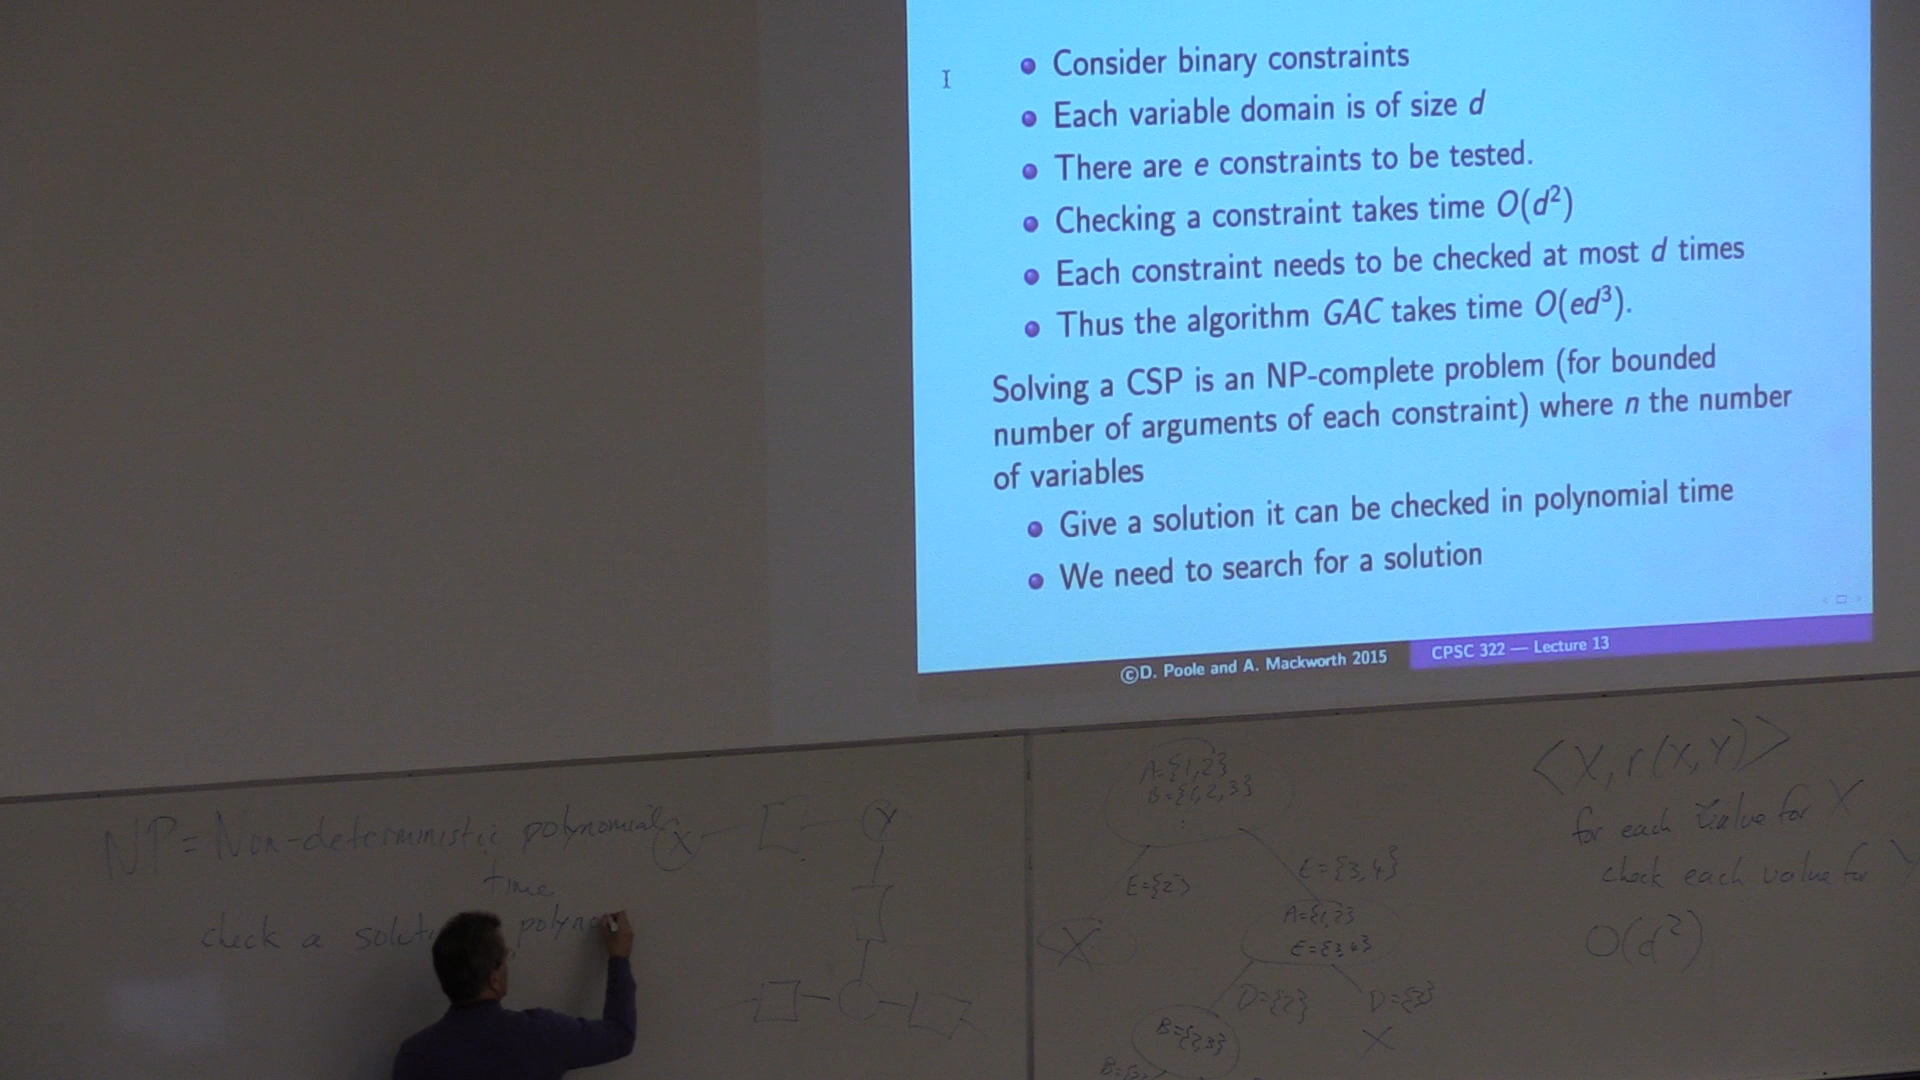 Consider binary constraints
Each variable domain is of size d
There are e constraints to be tested.
Checking a constraint takes time O(d²)
Each constraint needs to be checked at most d times
Thus the algorithm GAC takes time O(ed³).
Solving a CSP is an NP-complete problem (for bounded
number of arguments of each constraint) where n the number
of variables
Give a solution it can be checked in polynomial time
We need to search for a solution
©D. Poole and A. Mackworth 2015
CPSC 322 — Lecture 13
NP = Non-deterministic polynomial
time
check a
X
Y
A={1,2}
B={1,2,3}
E={2}
E={3,4}
X
A={1,2}
E={3,4}
D={2}
D={3}
X
B={2,3}
<X, r(X,Y)>
for each value for X
check each value for Y
O(d²)